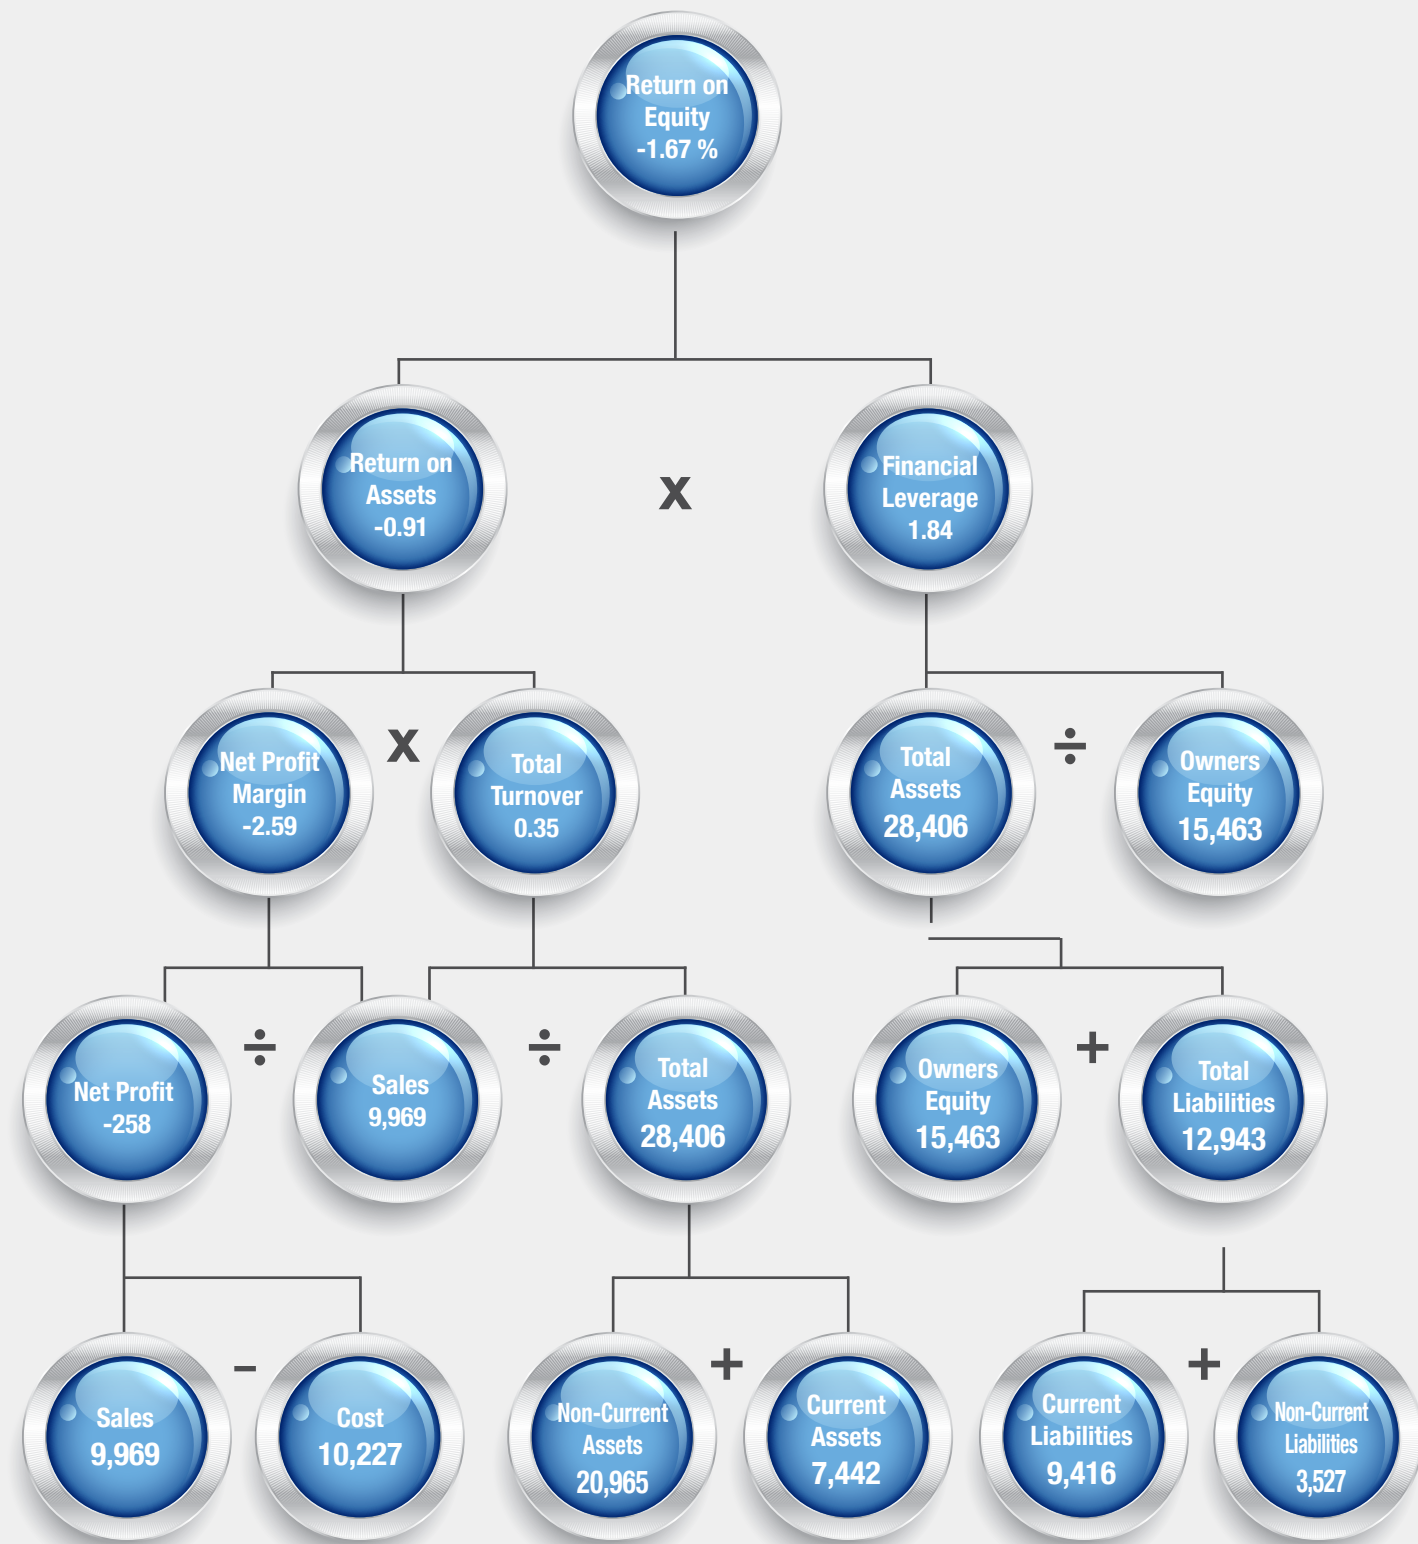 Return on
Equity
-1.67 %
Return on
Assets
-0.91
x
Financial
Leverage
1.84
Net Profit
Margin
-2.59
x
Total
Turnover
0.35
Total
Assets
28,406
÷
Owners
Equity
15,463
Net Profit
-258
÷
Sales
9,969
÷
Total
Assets
28,406
Owners
Equity
15,463
+
Total
Liabilities
12,943
Sales
9,969
-
Cost
10,227
Non-Current
Assets
20,965
+
Current
Assets
7,442
Current
Liabilities
9,416
+
Non-Current
Liabilities
3,527